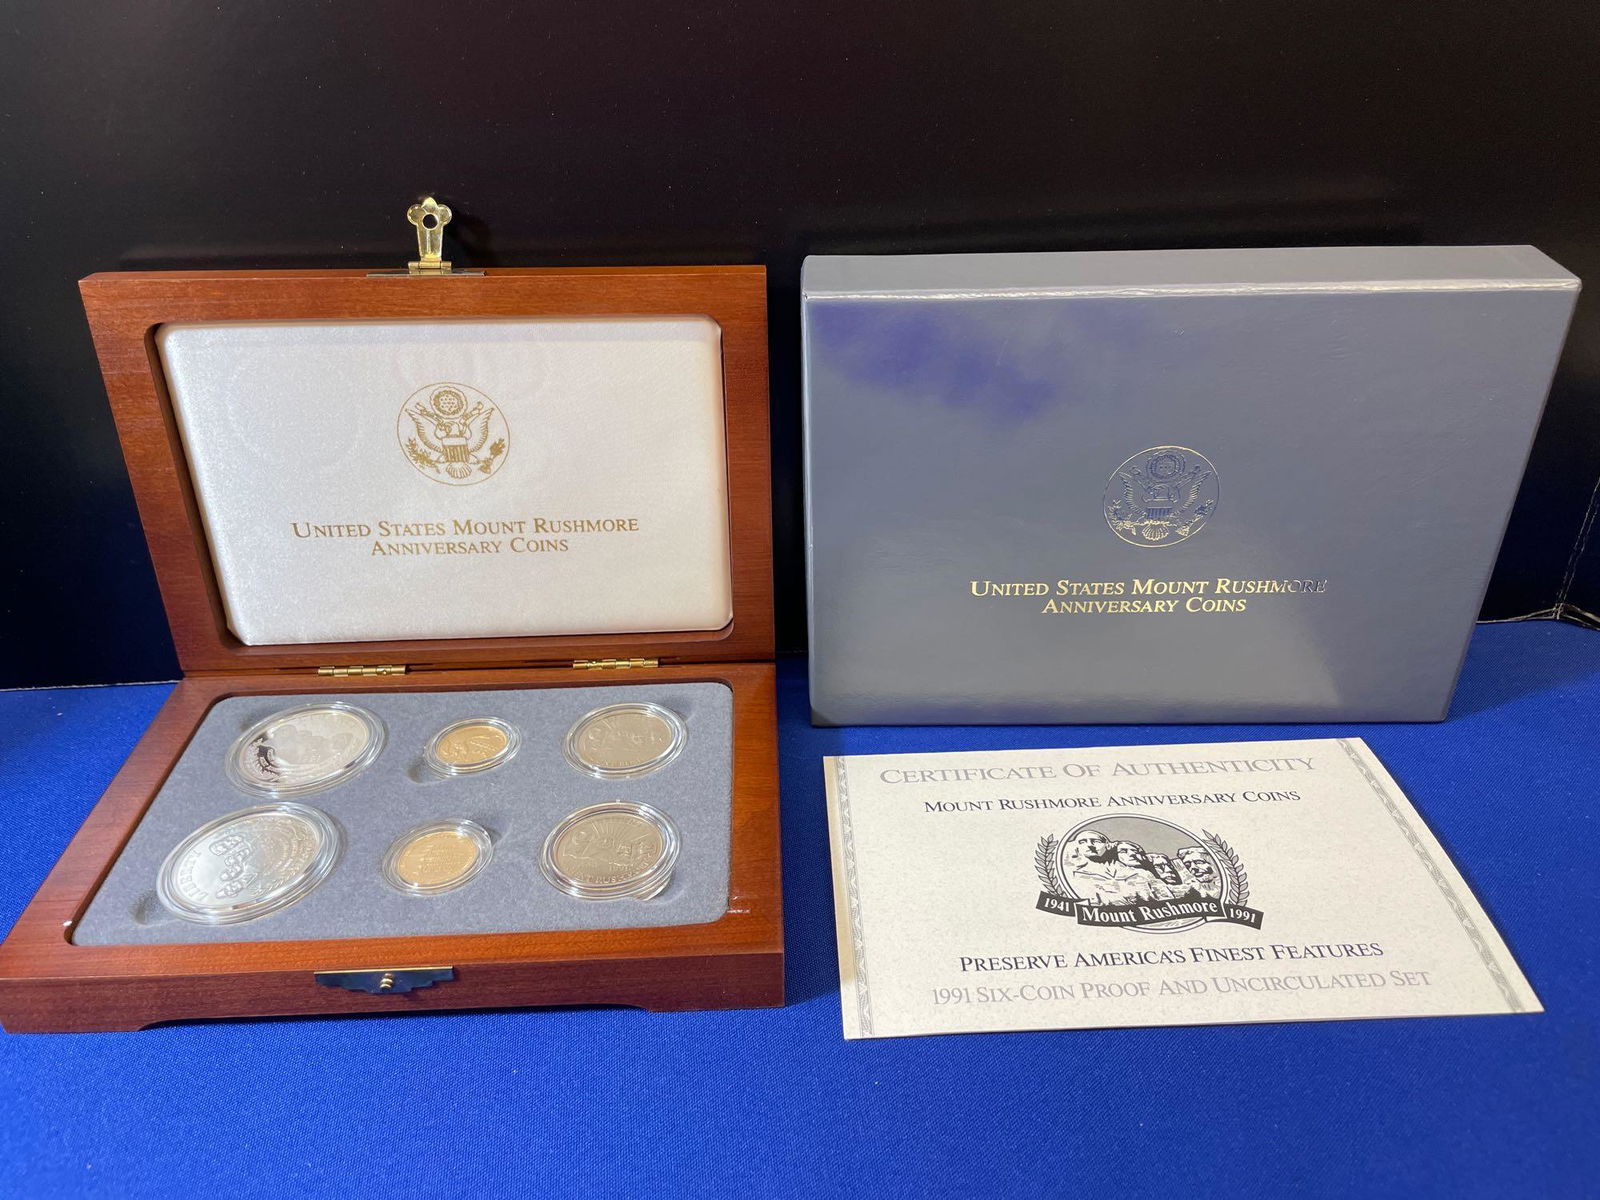 United States Mount Rushmore
Anniversary Coins
United States Mount Rushmore
Anniversary Coins
Certificate Of Authenticity
Mount Rushmore Anniversary Coins
1941 Mount Rushmore 1991
Preserve America's Finest Features
1991 Six-Coin Proof And Uncirculated Set